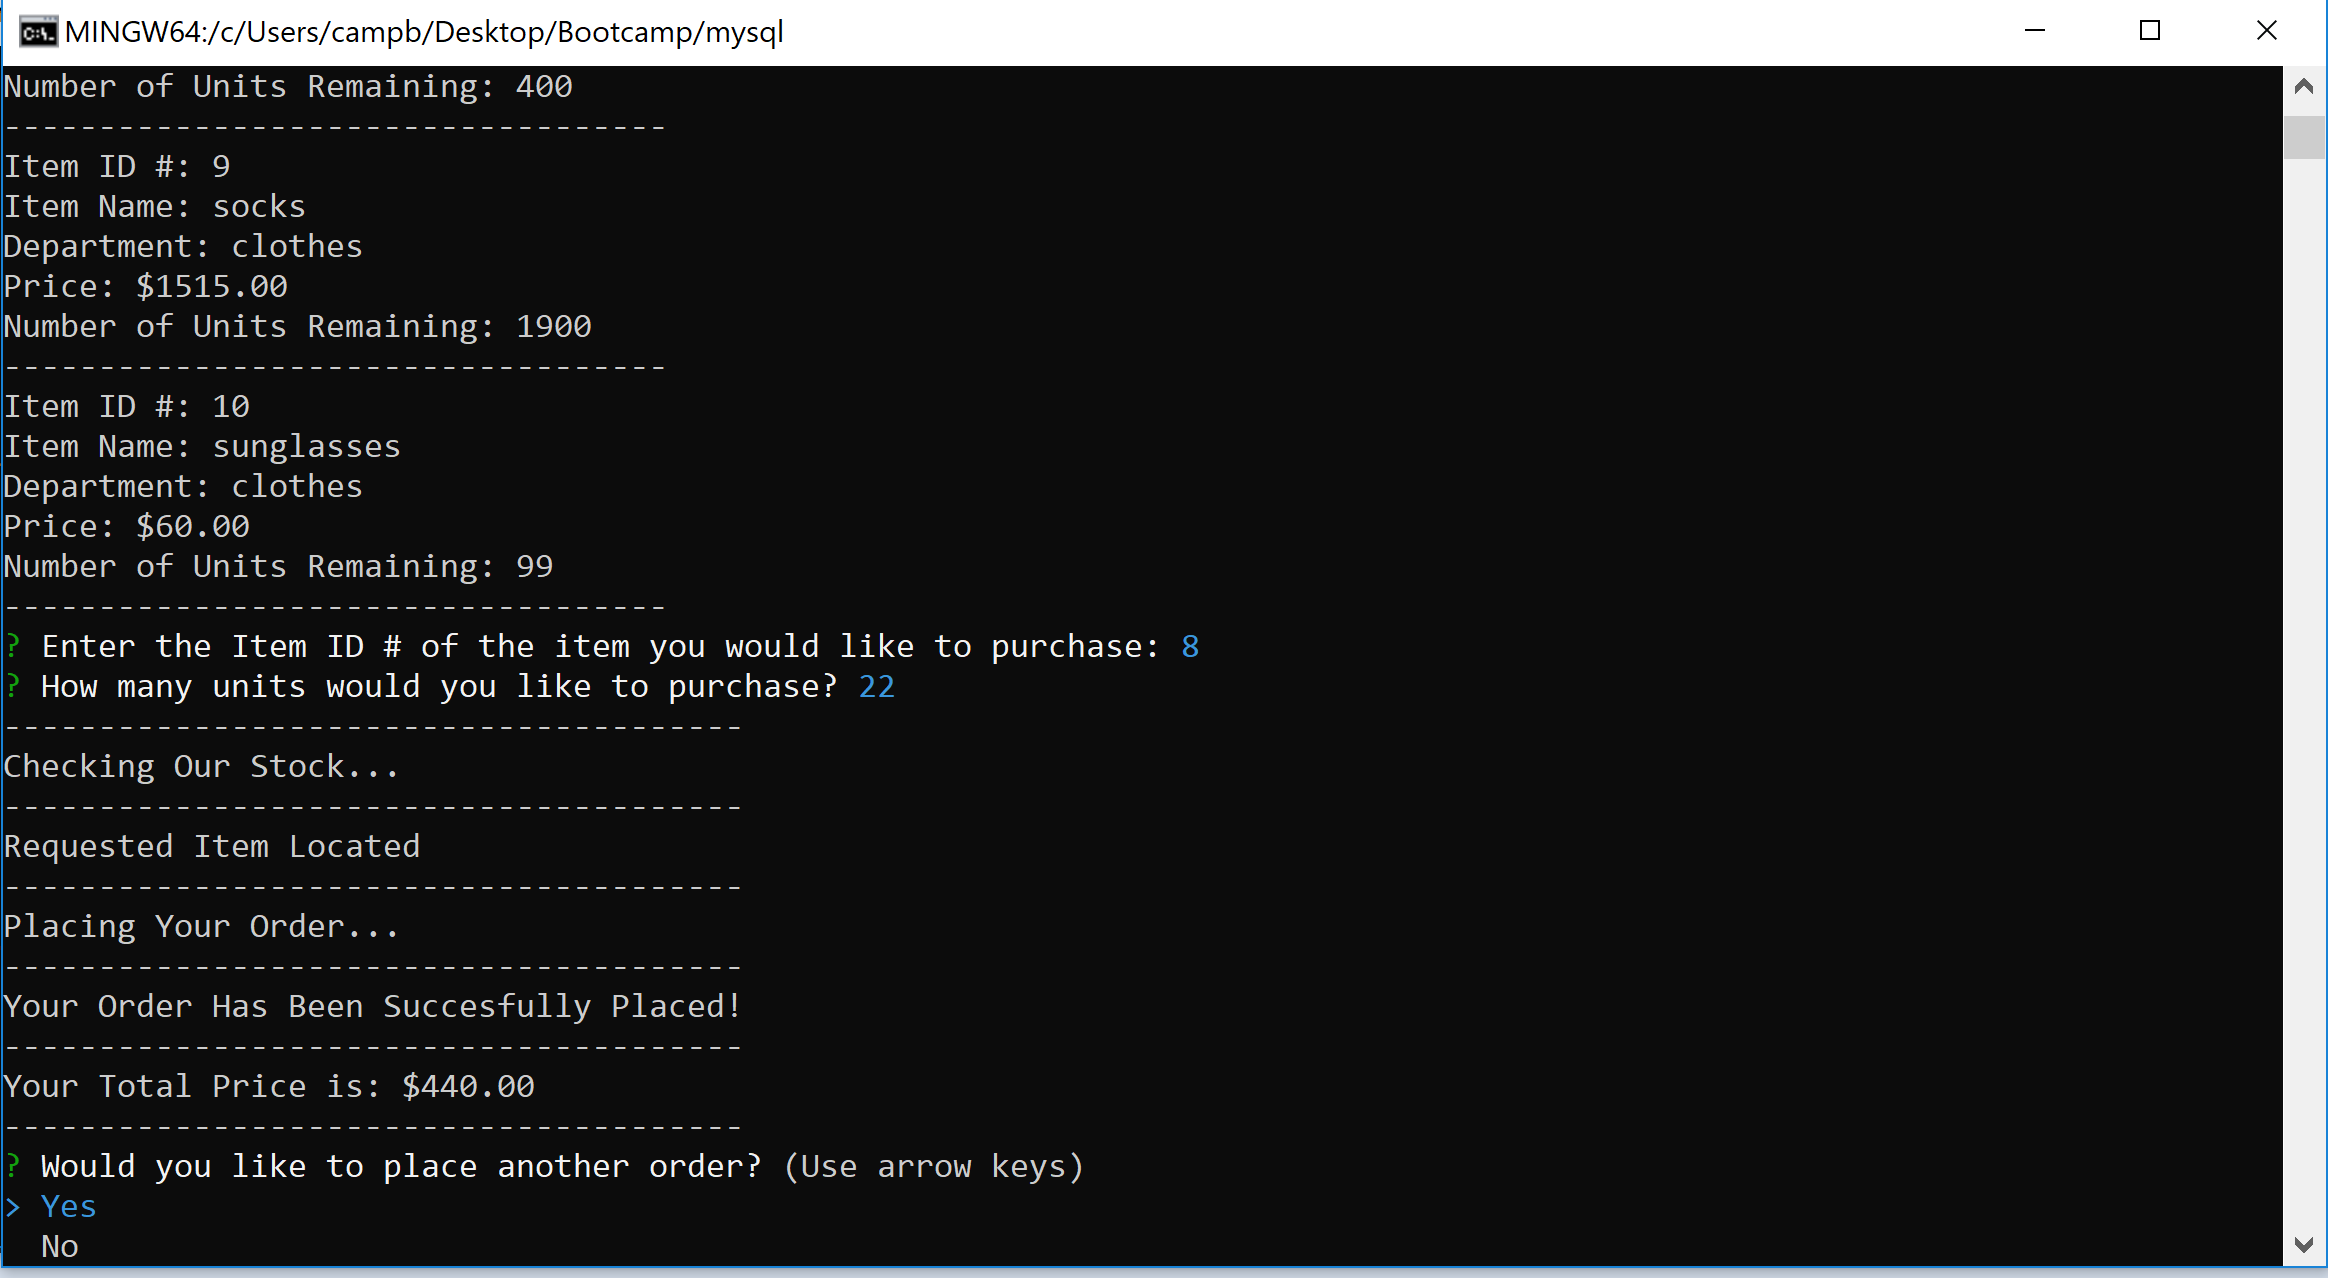 MINGW64:/c/Users/campb/Desktop/Bootcamp/mysql
Number of Units Remaining: 400
-----------------------------------
Item ID #: 9
Item Name: socks
Department: clothes
Price: $1515.00
Number of Units Remaining: 1900
-----------------------------------
Item ID #: 10
Item Name: sunglasses
Department: clothes
Price: $60.00
Number of Units Remaining: 99
-----------------------------------
? Enter the Item ID # of the item you would like to purchase: 8
? How many units would you like to purchase? 22
---------------------------------------
Checking Our Stock...
---------------------------------------
Requested Item Located
---------------------------------------
Placing Your Order...
---------------------------------------
Your Order Has Been Succesfully Placed!
---------------------------------------
Your Total Price is: $440.00
---------------------------------------
? Would you like to place another order? (Use arrow keys)
> Yes
  No